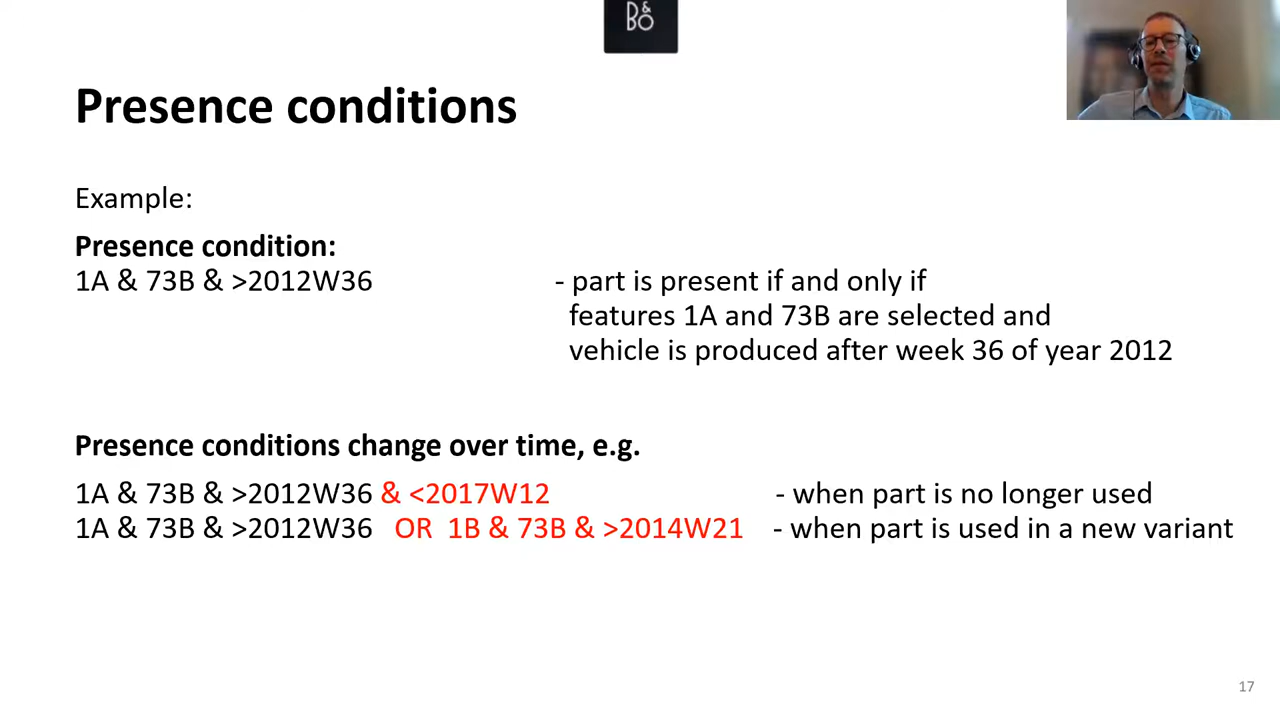 B&O
Presence conditions
Example:
Presence condition:
1A & 73B & >2012W36 - part is present if and only if
features 1A and 73B are selected and
vehicle is produced after week 36 of year 2012
Presence conditions change over time, e.g.
1A & 73B & >2012W36 & <2017W12 - when part is no longer used
1A & 73B & >2012W36 OR 1B & 73B & >2014W21 - when part is used in a new variant
17